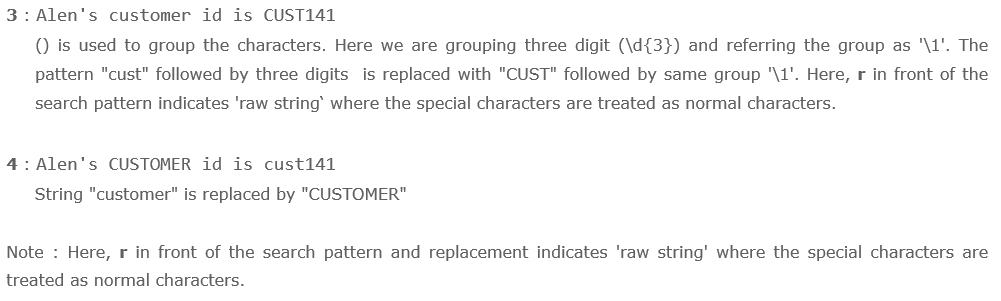 3 : Alen's customer id is CUST141
() is used to group the characters. Here we are grouping three digit (\d{3}) and referring the group as '\1'. The
pattern "cust" followed by three digits  is replaced with "CUST" followed by same group '\1'. Here, r in front of the
search pattern indicates 'raw string` where the special characters are treated as normal characters.
4 : Alen's CUSTOMER id is cust141
String "customer" is replaced by "CUSTOMER"
Note : Here, r in front of the search pattern and replacement indicates 'raw string' where the special characters are
treated as normal characters.